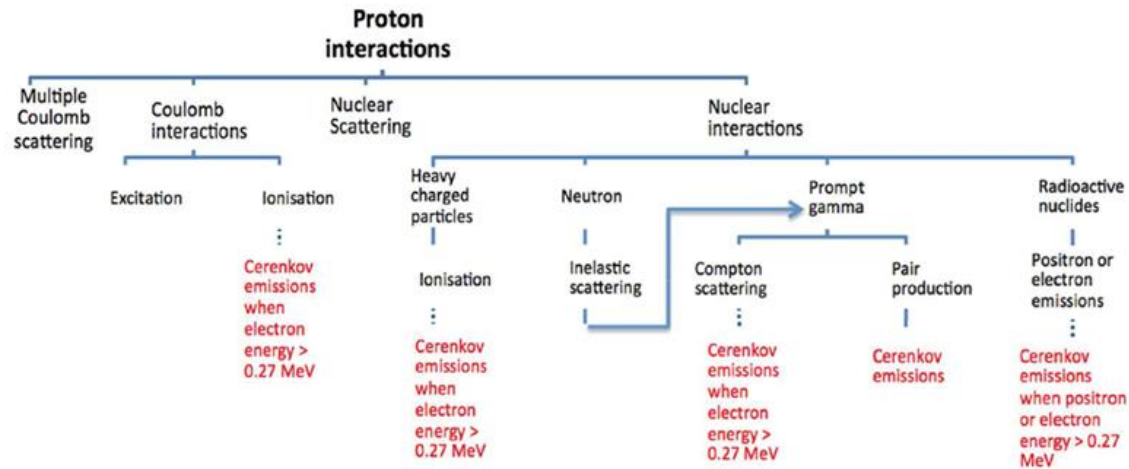 Proton
interactions
Multiple
Coulomb
scattering
Coulomb
interactions
Nuclear
Scattering
Nuclear
interactions
Excitation
Ionisation
Heavy
charged
particles
Neutron
Prompt
gamma
Radioactive
nuclides
Cerenkov
emissions
when
electron
energy >
0.27 MeV
Ionisation
Inelastic
scattering
Compton
scattering
Pair
production
Positron or
electron
emissions
Cerenkov
emissions
when
electron
energy >
0.27 MeV
Cerenkov
emissions
when
electron
energy >
0.27 MeV
Cerenkov
emissions
Cerenkov
emissions
when positron
or electron
energy > 0.27
MeV